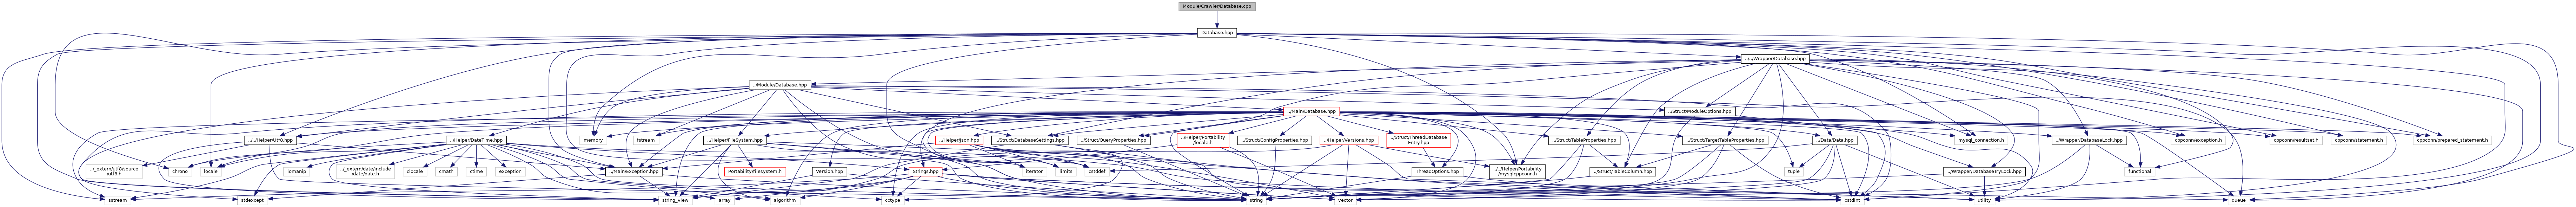 Module/Crawler/Database.cpp
Database.hpp
../../Wrapper/Database.hpp
../Module/Database.hpp
../Main/Database.hpp
../Struct/ModuleOptions.hpp
../../Helper/Utf8.hpp
../Helper/DateTime.hpp
memory
fstream
../Helper/FileSystem.hpp
../Helper/Json.hpp
../Struct/DatabaseSettings.hpp
../Struct/QueryProperties.hpp
../Helper/Portability
/locale.h
../Struct/ConfigProperties.hpp
../Helper/Versions.hpp
../Struct/ThreadDatabase
Entry.hpp
../Struct/TableProperties.hpp
../Struct/TargetTableProperties.hpp
../Data/Data.hpp
mysql_connection.h
../Wrapper/DatabaseLock.hpp
cppconn/exception.h
cppconn/resultset.h
cppconn/statement.h
cppconn/prepared_statement.h
../_extern/utf8/source
/utf8.h
chrono
locale
iomanip
../_extern/date/include
/date/date.h
clocale
cmath
ctime
exception
../Main/Exception.hpp
Portability/filesystem.h
Version.hpp
Strings.hpp
iterator
limits
cstddef
ThreadOptions.hpp
../../Helper/Portability
/mysqlcppconn.h
../Struct/TableColumn.hpp
tuple
../Wrapper/DatabaseTryLock.hpp
functional
sstream
stdexcept
string_view
array
algorithm
cctype
string
vector
cstdint
utility
queue